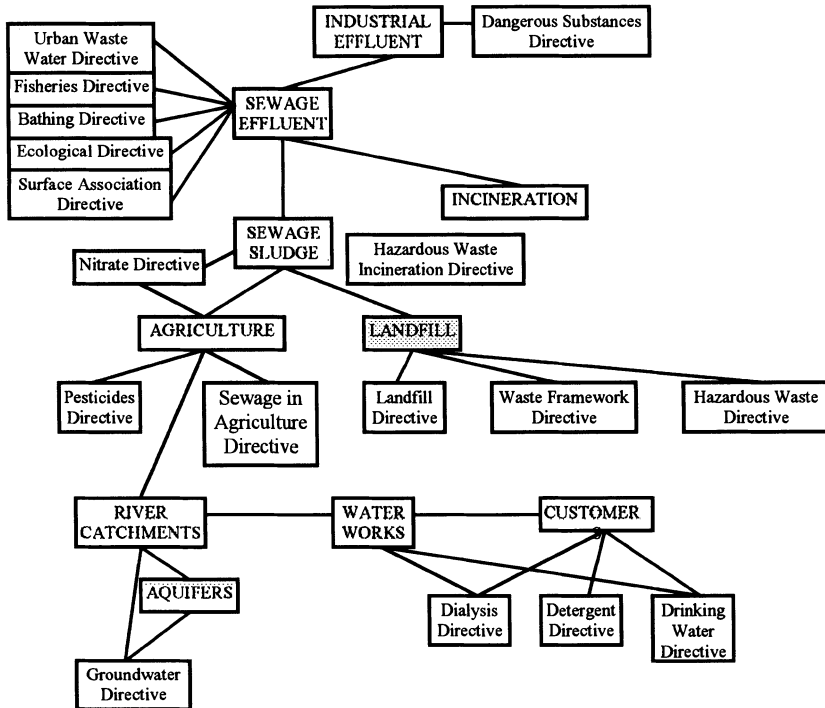 Urban Waste
Water Directive
Fisheries Directive
Bathing Directive
Ecological Directive
Surface Association
Directive
INDUSTRIAL
EFFLUENT
Dangerous Substances
Directive
SEWAGE
EFFLUENT
INCINERATION
SEWAGE
SLUDGE
Hazardous Waste
Incineration Directive
Nitrate Directive
AGRICULTURE
LANDFILL
Pesticides
Directive
Sewage in
Agriculture
Directive
Landfill
Directive
Waste Framework
Directive
Hazardous Waste
Directive
RIVER
CATCHMENTS
WATER
WORKS
CUSTOMER
S
AQUIFERS
Dialysis
Directive
Detergent
Directive
Drinking
Water
Directive
Groundwater
Directive